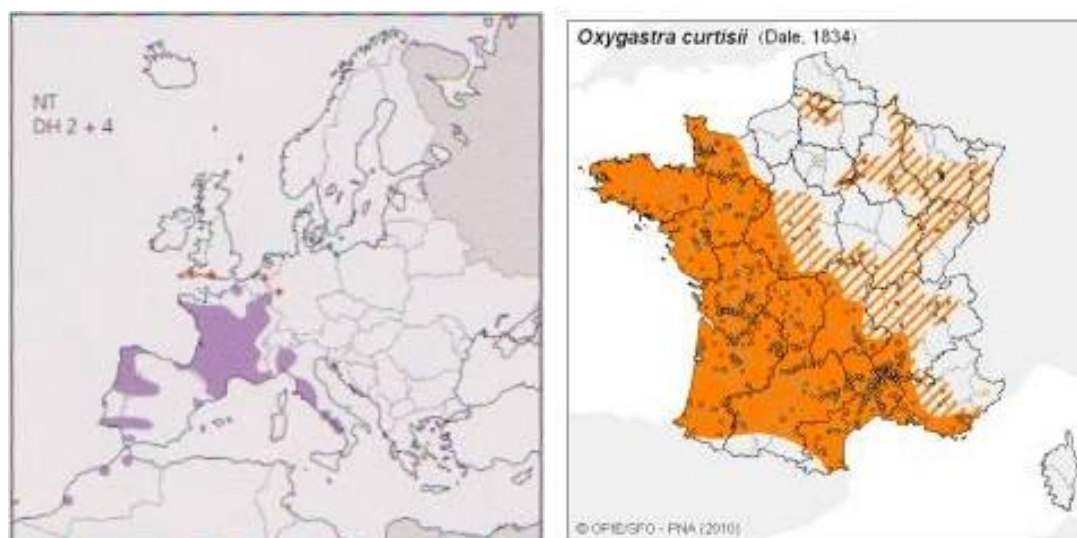 NT
DH 2 + 4
Oxygastra curtisii (Dale, 1834)
© OPIE/SFO - PNA (2010)